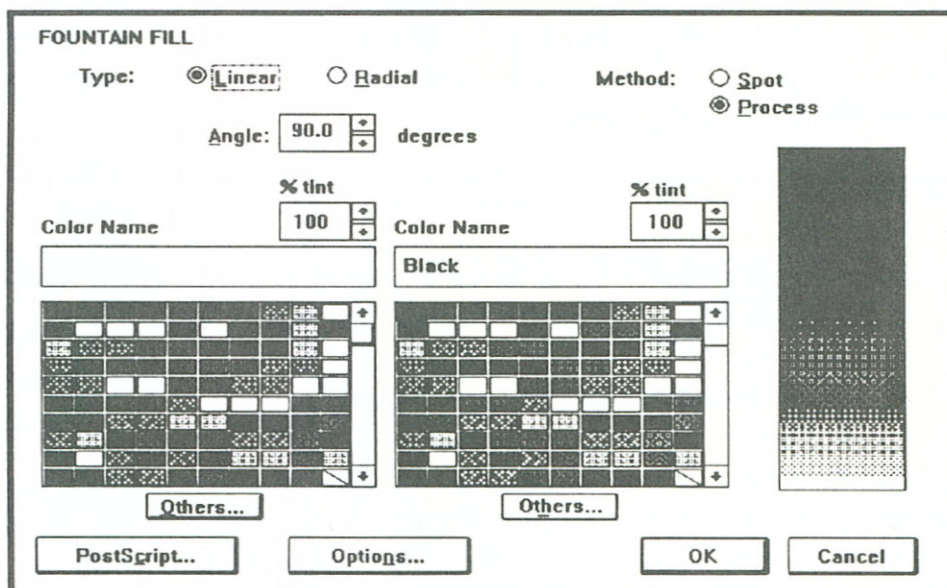 FOUNTAIN FILL
Type: Linear Radial Method: Spot
Process
Angle: 90.0 degrees
% tint % tint
Color Name 100 Color Name 100
Black
Others... Others...
PostScript... Options... OK Cancel